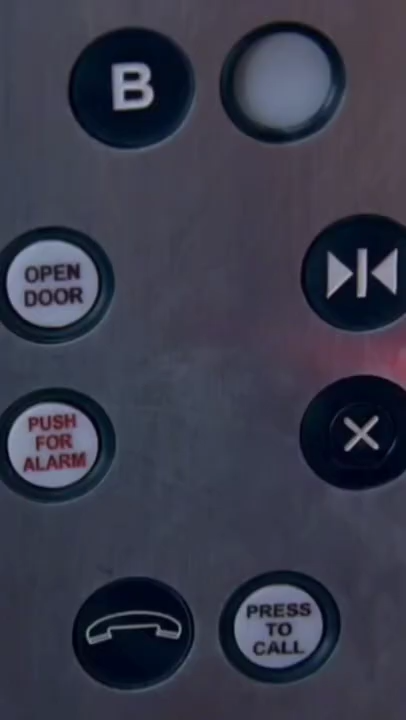 B
OPEN
DOOR
PUSH
FOR
ALARM
PRESS
TO
CALL